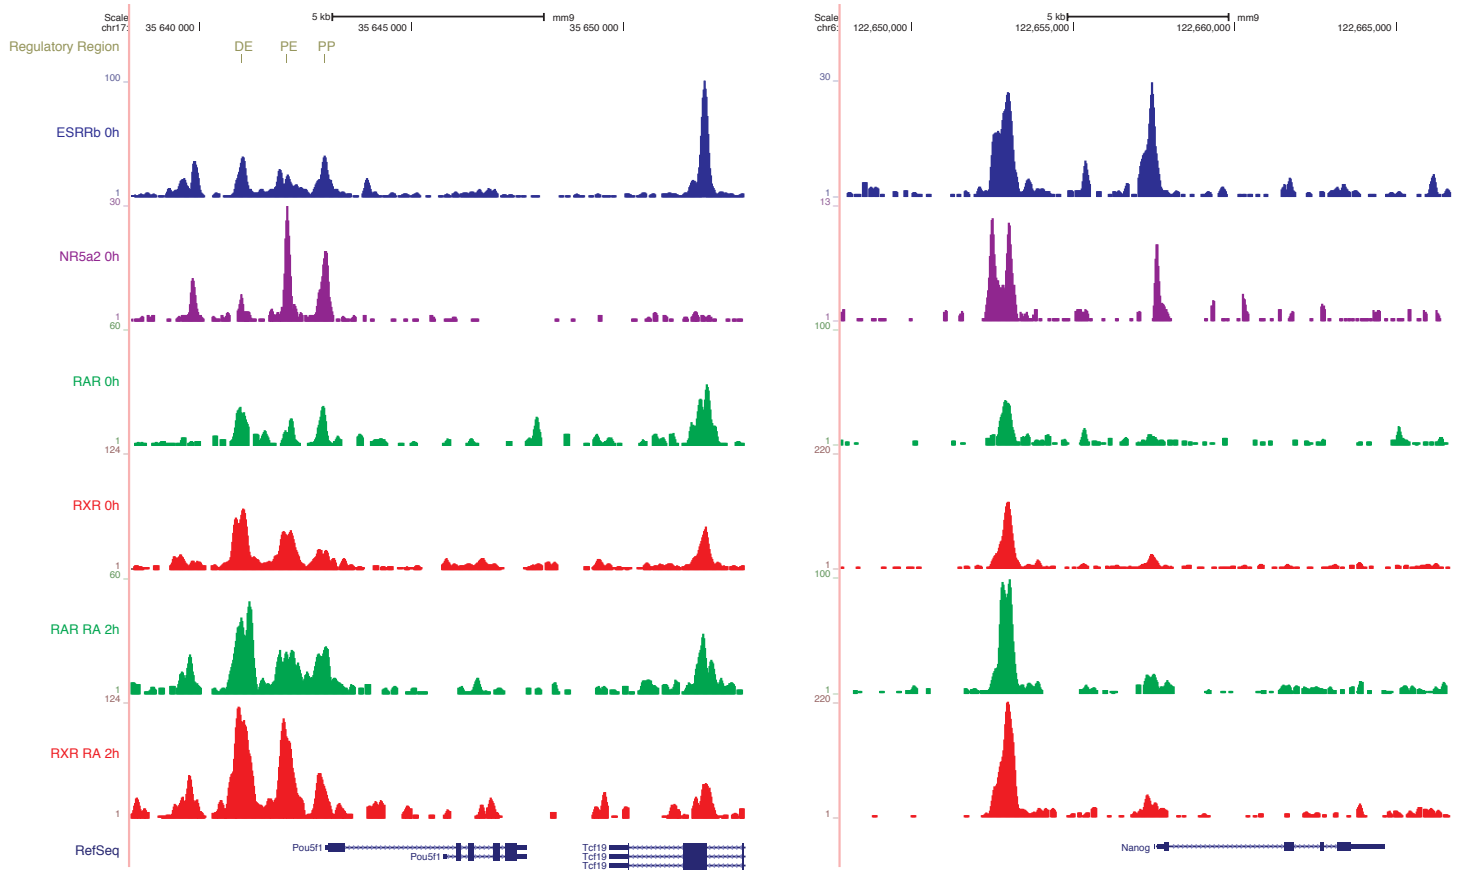 Scale 5 kb mm9
chr17: 35 640 000 35 645 000 35 650 000
Regulatory Region DE PE PP
100
ESRRb 0h
1
30
NR5a2 0h
1
60
RAR 0h
1
124
RXR 0h
1
60
RAR RA 2h
1
124
RXR RA 2h
1
RefSeq
Pou5f1
Pou5f1
Tcf19
Tcf19
Tcf19
Scale 5 kb mm9
chr6: 122,650,000 122,655,000 122,660,000 122,665,000
30
1
13
1
100
1
220
1
100
1
220
1
Nanog